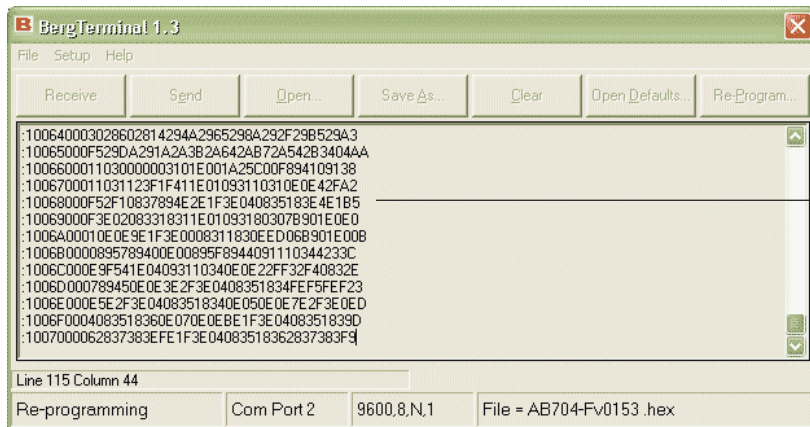 BergTerminal 1.3
File Setup Help
Receive Send Open... Save As... Clear Open Defaults... Re-Program...
:100640003028602814294A2965298A292F29B529A3
:10065000F529DA291A2A3B2A642AB72A542B3404AA
:1006600011030000003101E001A25C00F894109138
:1006700011031123F1F411E01093110310E0E42FA2
:10068000F52F10837894E2E1F3E040835183E4E1B5
:10069000F3E02083318311E01093180307B901E0E0
:1006A00010E0E9E1F3E0008311830EED06B901E00B
:1006B0000895789400E00895F8944091110344233C
:1006C000E9F541E04093110340E0E22FF32F40832E
:1006D000789450E0E3E2F3E0408351834FEF5FEF23
:1006E000E5E2F3E04083518340E050E0E7E2F3E0ED
:1006F0004083518360E070E0EBE1F3E0408351839D
:1007000062837383EFE1F3E04083518362837383F9
Line 115 Column 44
Re-programming Com Port 2 9600,8,N,1 File = AB704-Fv0153 .hex